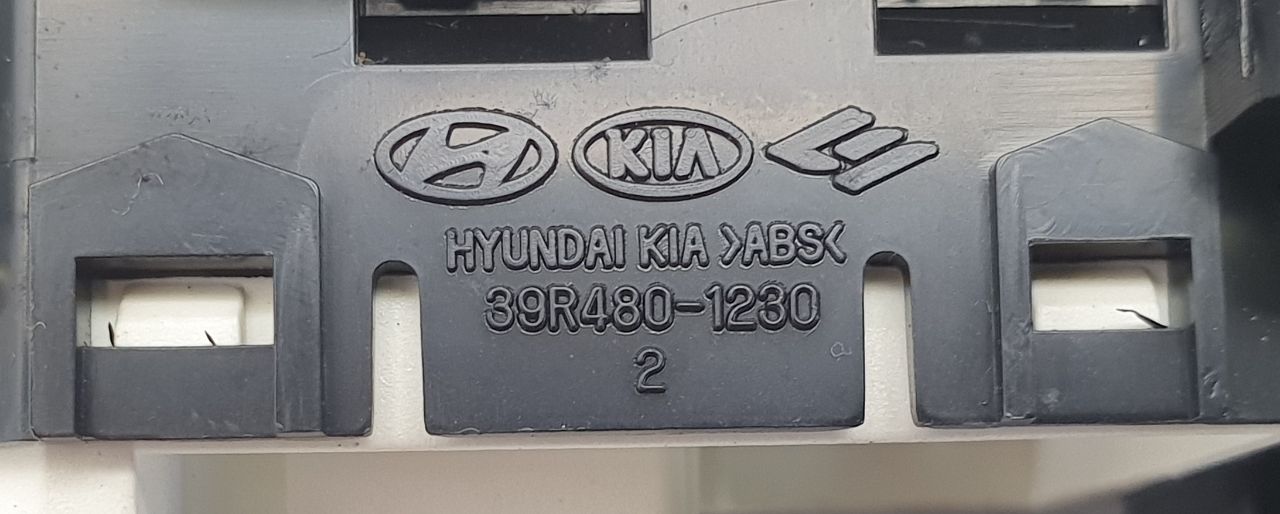 KIA
HYUNDAI KIA >ABS<
39R480-1230
2